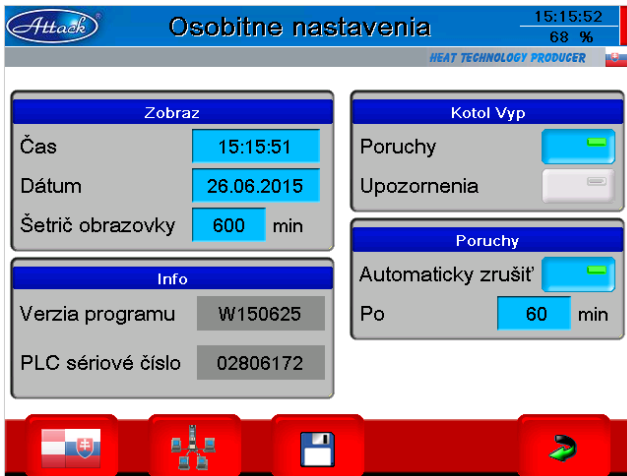 Attack
Osobitne nastavenia
15:15:52
68 %
HEAT TECHNOLOGY PRODUCER
Zobraz
Čas 15:15:51
Dátum 26.06.2015
Šetrič obrazovky 600 min
Info
Verzia programu W150625
PLC sériové číslo 02806172
Kotol Vyp
Poruchy
Upozornenia
Poruchy
Automaticky zrušiť
Po 60 min